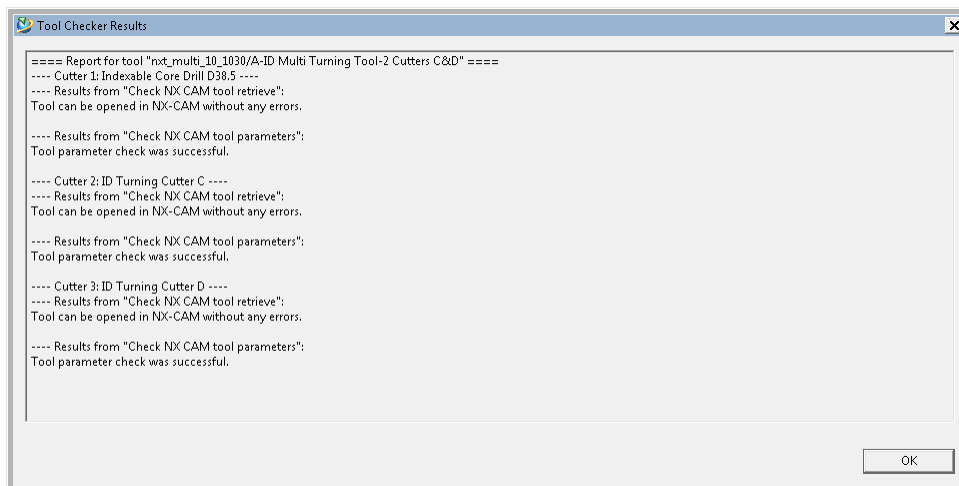 Tool Checker Results
==== Report for tool "nxt_multi_10_1030/A-ID Multi Turning Tool-2 Cutters C&D" ====
---- Cutter 1: Indexable Core Drill D38.5 ----
---- Results from "Check NX CAM tool retrieve":
Tool can be opened in NX-CAM without any errors.
---- Results from "Check NX CAM tool parameters":
Tool parameter check was successful.
---- Cutter 2: ID Turning Cutter C ----
---- Results from "Check NX CAM tool retrieve":
Tool can be opened in NX-CAM without any errors.
---- Results from "Check NX CAM tool parameters":
Tool parameter check was successful.
---- Cutter 3: ID Turning Cutter D ----
---- Results from "Check NX CAM tool retrieve":
Tool can be opened in NX-CAM without any errors.
---- Results from "Check NX CAM tool parameters":
Tool parameter check was successful.
OK